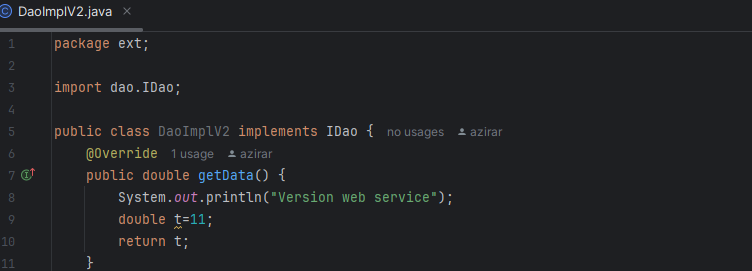 DaoImplV2.java
1 package ext;
2
3 import dao.IDao;
4
5 public class DaoImplV2 implements IDao { no usages azirar
6 @Override 1 usage azirar
7 public double getData() {
8 System.out.println("Version web service");
9 double t=11;
10 return t;
11 }